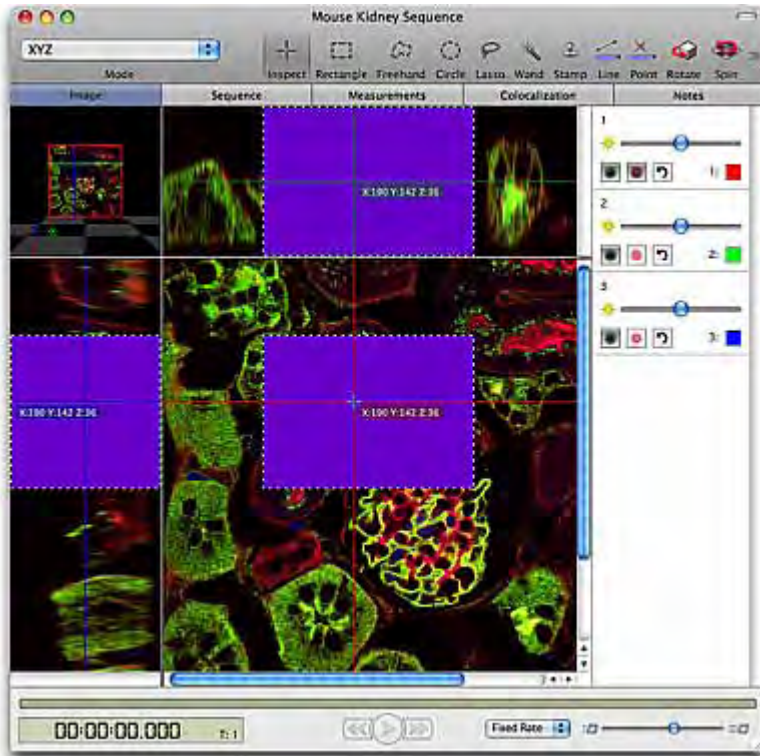 Mouse Kidney Sequence
XYZ
Mode
Inspect Rectangle Freehand Circle Lasso Wand Stamp Line Point Rotate Spin
Image Sequence Measurements Colocalization Notes
1
1:
2
2:
3
3:
X:190 Y:142 Z:36
X:190 Y:142 Z:36
X:190 Y:142 Z:36
00:00:00.000 T: 1
Fixed Rate